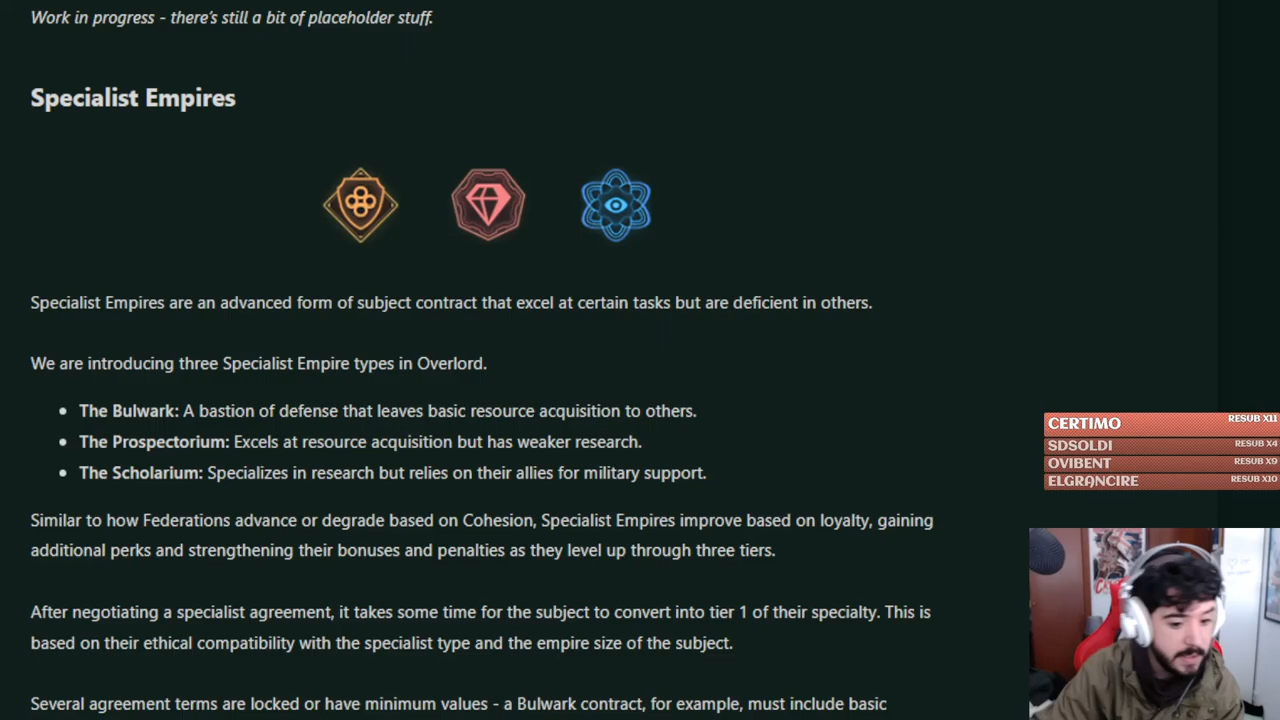 Work in progress - there's still a bit of placeholder stuff.
Specialist Empires
Specialist Empires are an advanced form of subject contract that excel at certain tasks but are deficient in others.
We are introducing three Specialist Empire types in Overlord.
• The Bulwark: A bastion of defense that leaves basic resource acquisition to others.
• The Prospectorium: Excels at resource acquisition but has weaker research.
• The Scholarium: Specializes in research but relies on their allies for military support.
Similar to how Federations advance or degrade based on Cohesion, Specialist Empires improve based on loyalty, gaining
additional perks and strengthening their bonuses and penalties as they level up through three tiers.
After negotiating a specialist agreement, it takes some time for the subject to convert into tier 1 of their specialty. This is
based on their ethical compatibility with the specialist type and the empire size of the subject.
Several agreement terms are locked or have minimum values - a Bulwark contract, for example, must include basic
CERTIMO RESUB X11
SDSOLDI RESUB X4
OVIBENT RESUB X9
ELGRANCIRE RESUB X10